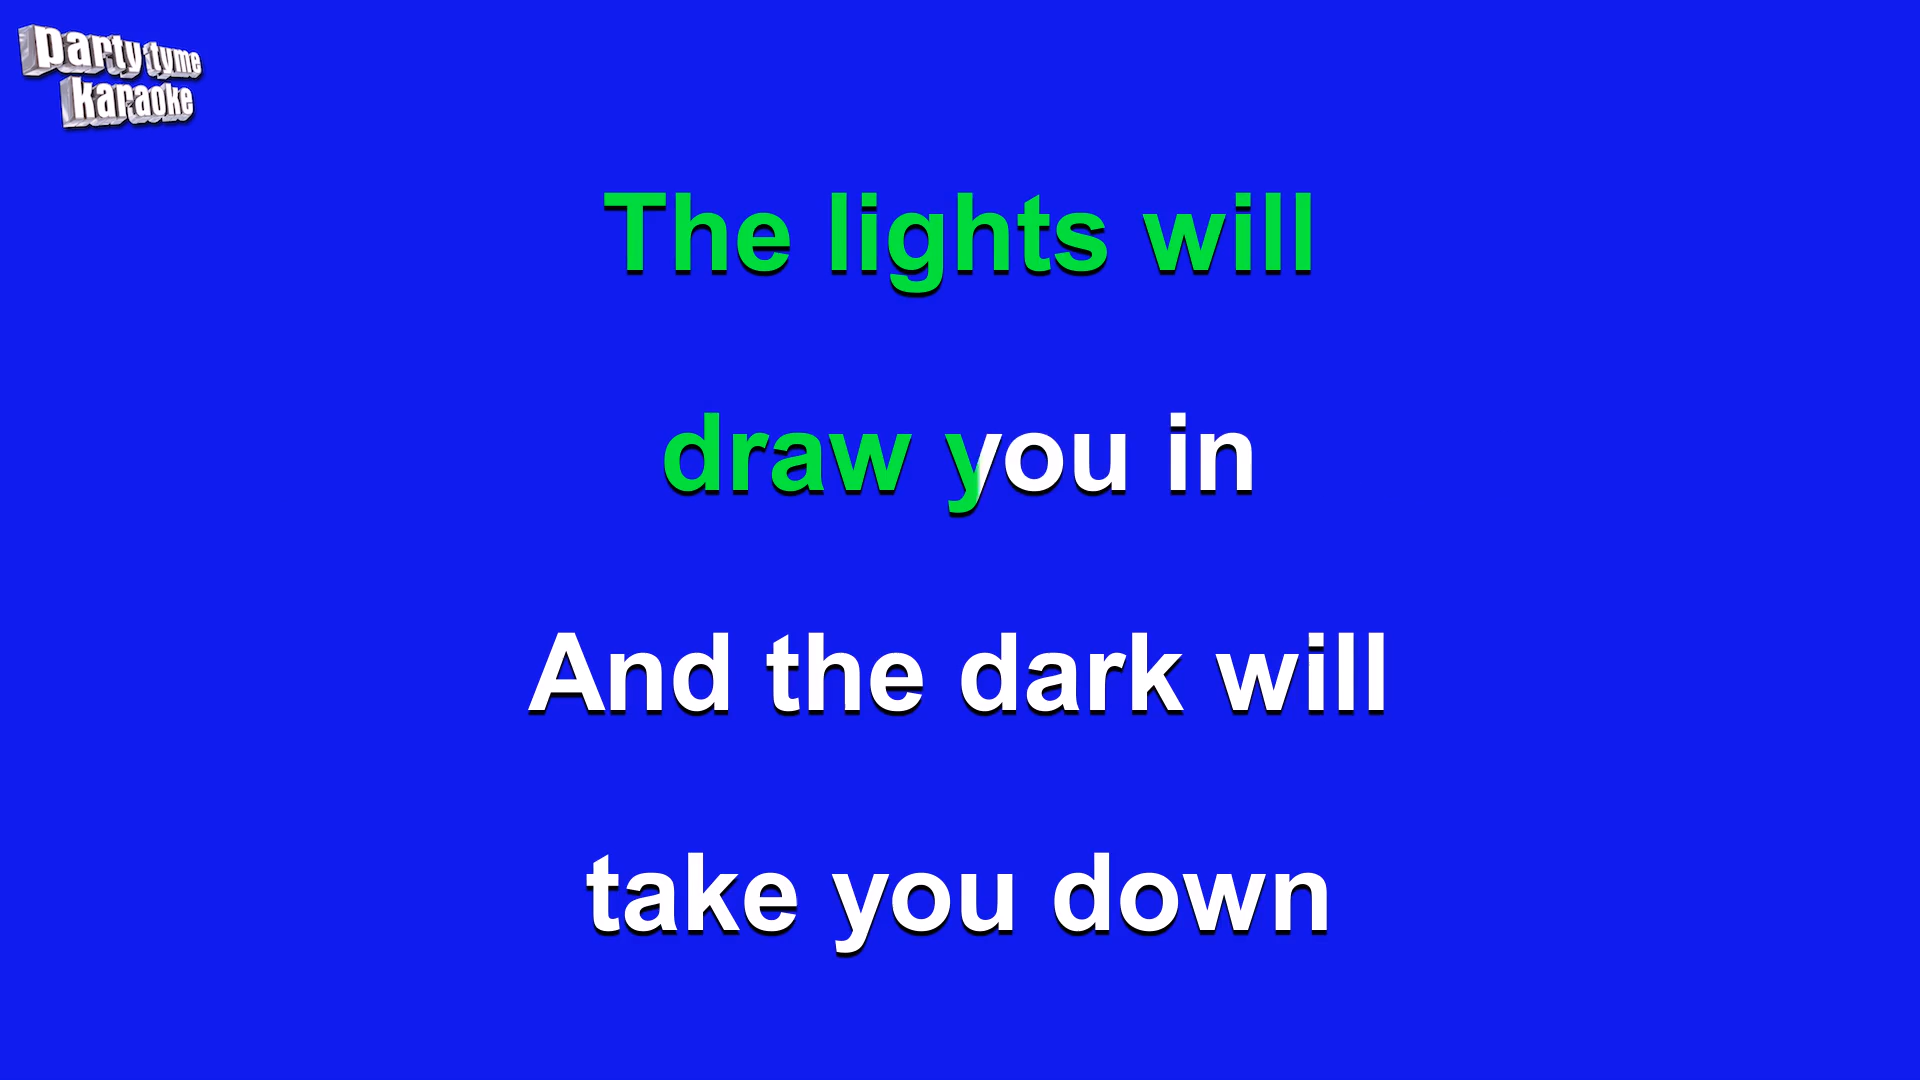 party tyme
karaoke
The lights will
draw you in
And the dark will
take you down